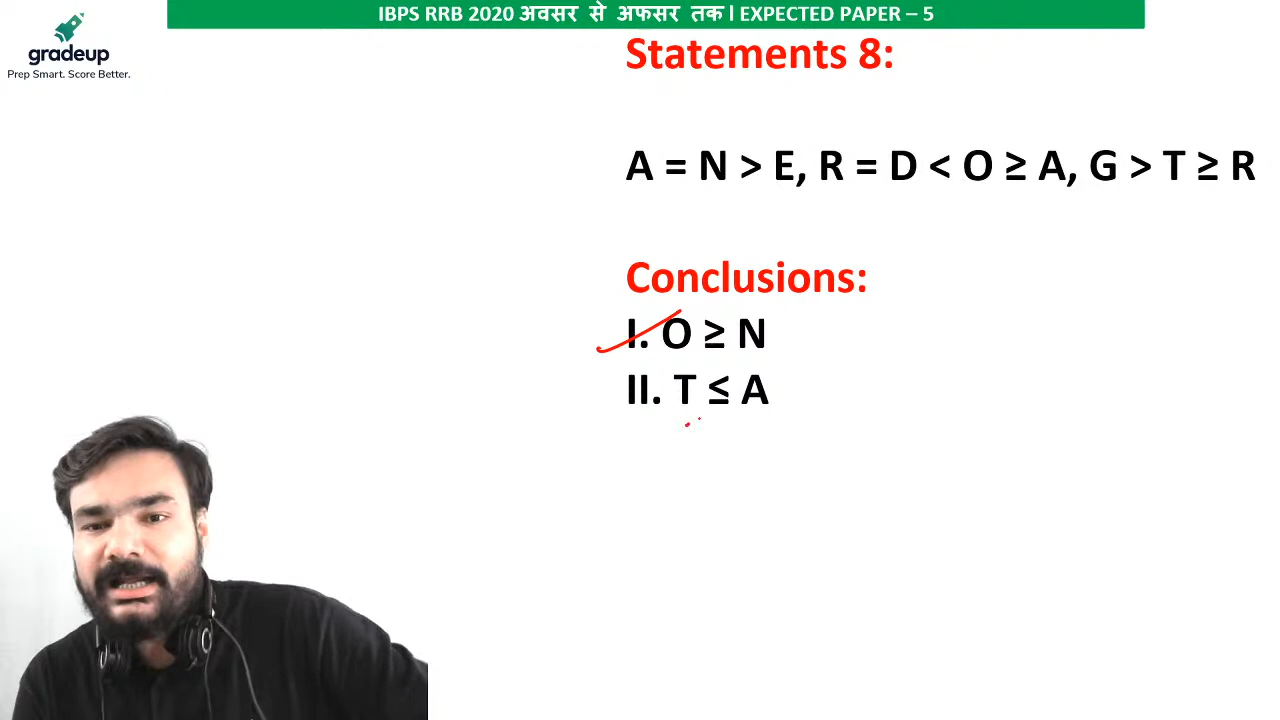 IBPS RRB 2020 अवसर से अफसर तक l EXPECTED PAPER – 5
gradeup
Prep Smart. Score Better.
Statements 8:
A = N > E, R = D < O ≥ A, G > T ≥ R
Conclusions:
I. O ≥ N
II. T ≤ A